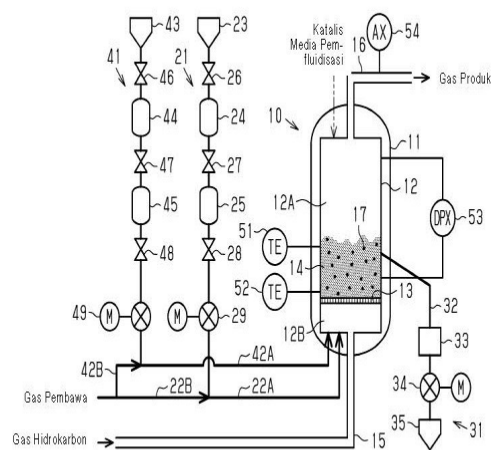 43
23
Katalis
Media Pem-
fluidisasi
16
AX
54
Gas Produk
41
46
21
26
10
11
44
24
12
47
27
12A
17
DPX
53
45
25
51
TE
14
48
28
52
TE
13
32
49
M
M
29
12B
33
42B
42A
34
M
Gas Pembawa
22B
22A
35
31
Gas Hidrokarbon
15